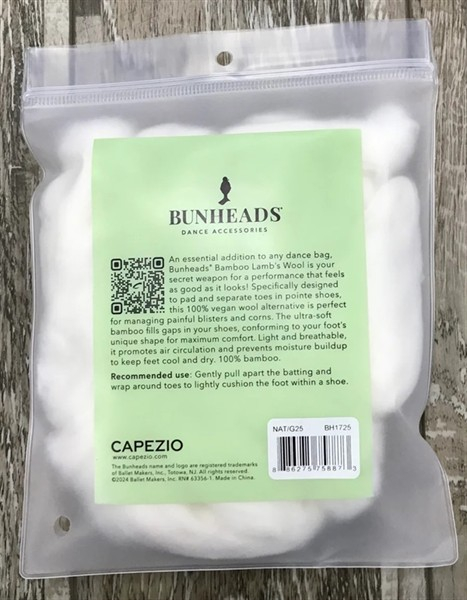 BUNHEADS®
DANCE ACCESSORIES
An essential addition to any dance bag,
Bunheads® Bamboo Lamb's Wool is your
secret weapon for a performance that feels
as good as it looks! Specifically designed
to pad and separate toes in pointe shoes,
this 100% vegan wool alternative is perfect
for managing painful blisters and corns. The ultra-soft
bamboo fills gaps in your shoes, conforming to your foot's
unique shape for maximum comfort. Light and breathable,
it promotes air circulation and prevents moisture buildup
to keep feet cool and dry. 100% bamboo.
Recommended use: Gently pull apart the batting and
wrap around toes to lightly cushion the foot within a shoe.
NAT/G25 BH1725
8 86275 75887 3
CAPEZIO
www.capezio.com
The Bunheads name and logo are registered trademarks
of Ballet Makers, Inc., Totowa, NJ. All rights reserved.
©2024 Ballet Makers, Inc. RN# 63356-1. Made in China.